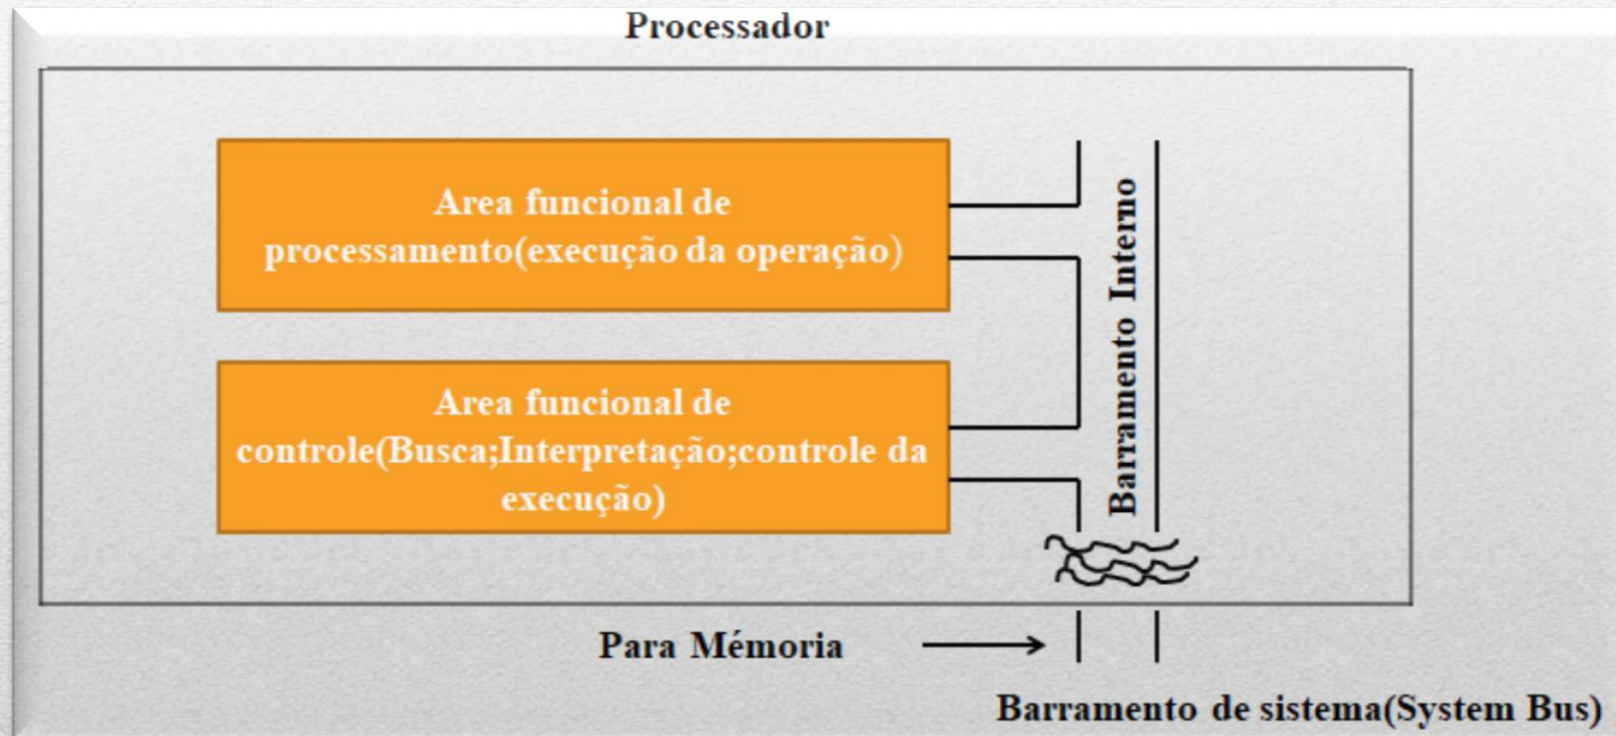 Processador
Area funcional de
processamento(execução da operação)
Area funcional de
controle(Busca;Interpretação;controle da
execução)
Barramento Interno
Para Mémoria
Barramento de sistema(System Bus)